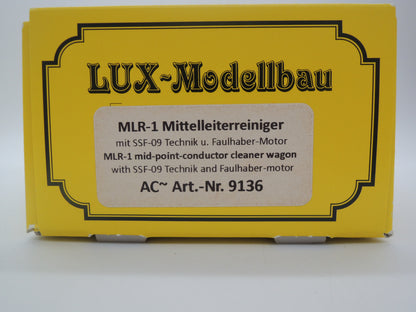 LUX-Modellbau
MLR-1 Mittelleiterreiniger
mit SSF-09 Technik u. Faulhaber-Motor
MLR-1 mid-point-conductor cleaner wagon
with SSF-09 Technik and Faulhaber-motor
AC~ Art.-Nr. 9136